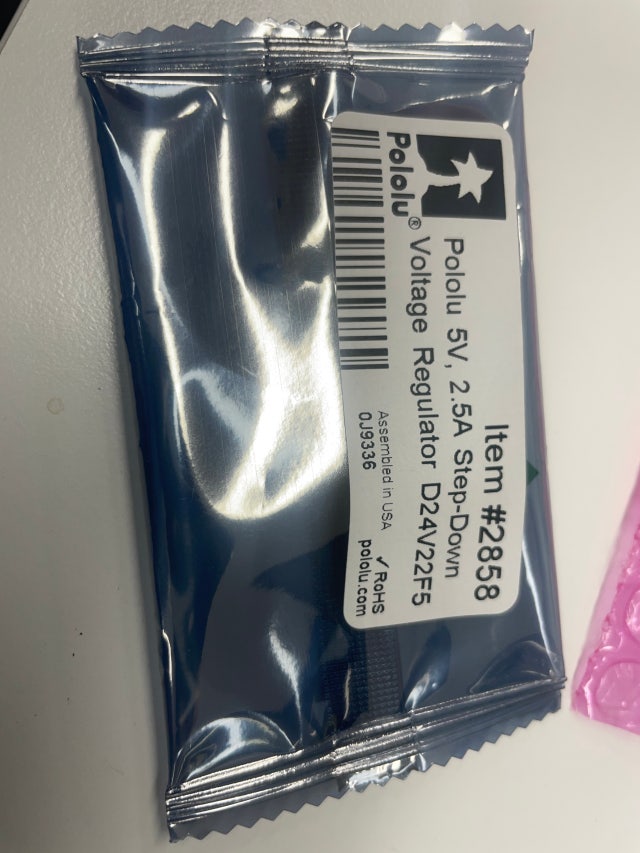 Item #2858
Pololu 5V, 2.5A Step-Down
Voltage Regulator D24V22F5
Pololu®
Assembled in USA
0J9336
✓RoHS
pololu.com